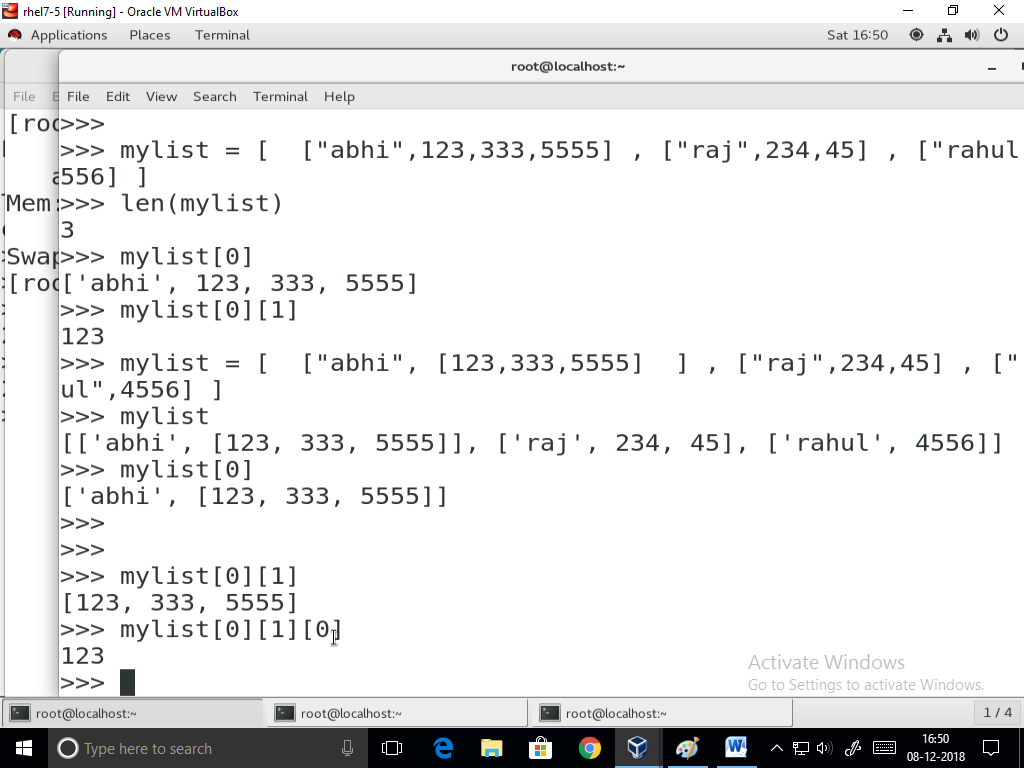 rhel7-5 [Running] - Oracle VM VirtualBox
Applications Places Terminal Sat 16:50
root@localhost:~
File
File Edit View Search Terminal Help
[roo
>>>
>>> mylist = [  ["abhi",123,333,5555] , ["raj",234,45] , ["rahul
556] ]
Mem:
>>> len(mylist)
3
Swap
>>> mylist[0]
[roo
['abhi', 123, 333, 5555]
>>> mylist[0][1]
123
>>> mylist = [  ["abhi", [123,333,5555]  ] , ["raj",234,45] , ["
ul",4556] ]
>>> mylist
[['abhi', [123, 333, 5555]], ['raj', 234, 45], ['rahul', 4556]]
>>> mylist[0]
['abhi', [123, 333, 5555]]
>>>
>>>
>>> mylist[0][1]
[123, 333, 5555]
>>> mylist[0][1][0]
123
>>>
Activate Windows
Go to Settings to activate Windows.
root@localhost:~ root@localhost:~ root@localhost:~ 1 / 4
Type here to search
16:50
08-12-2018